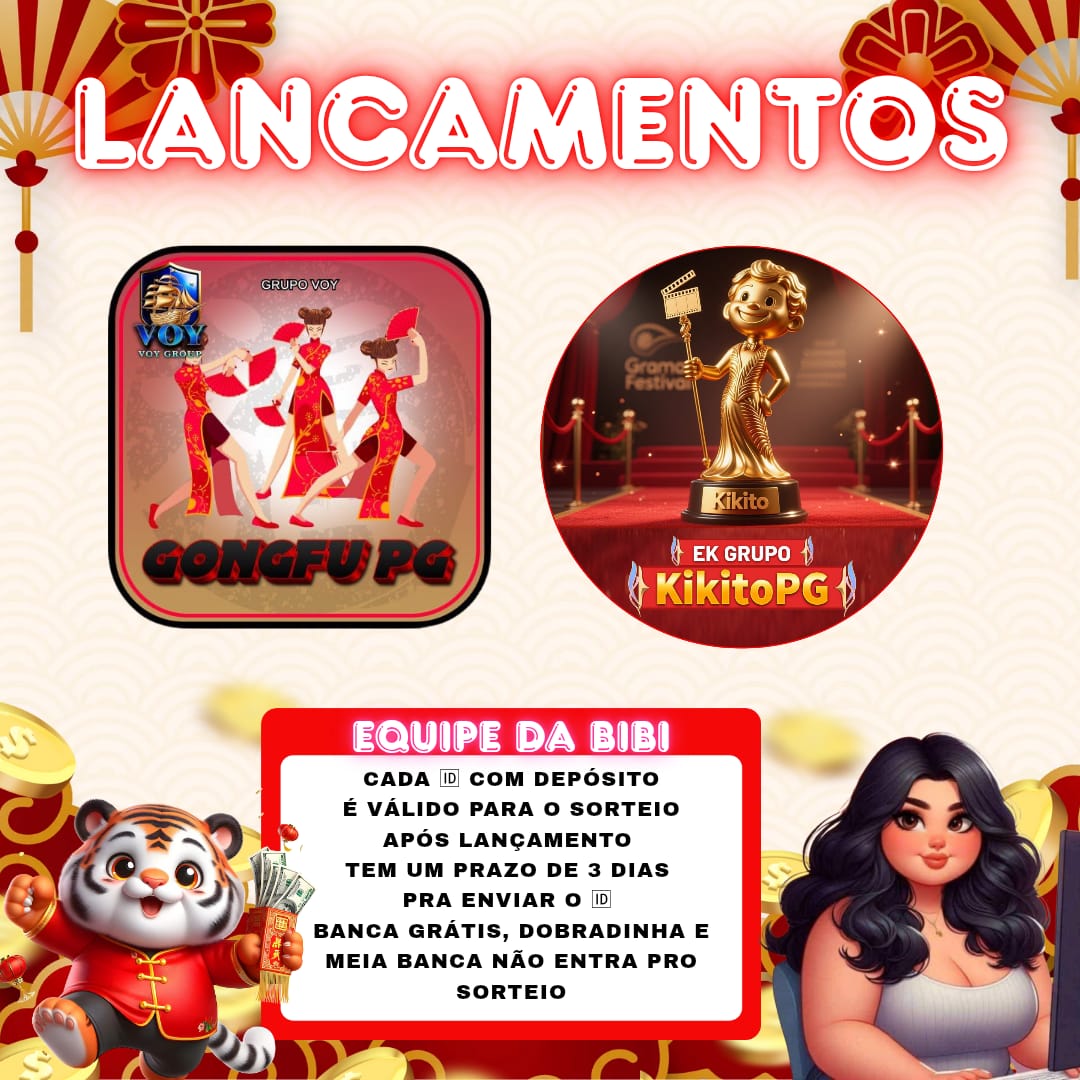 LANCAMENTOS
GRUPO VOY
VOY
VOY GROUP
GONGFU PG
Festival
Kikito
EK GRUPO
KikitoPG
EQUIPE DA BIBI
CADA 🆔 COM DEPÓSITO
É VÁLIDO PARA O SORTEIO
APÓS LANÇAMENTO
TEM UM PRAZO DE 3 DIAS
PRA ENVIAR O 🆔
BANCA GRÁTIS, DOBRADINHA E
MEIA BANCA NÃO ENTRA PRO
SORTEIO